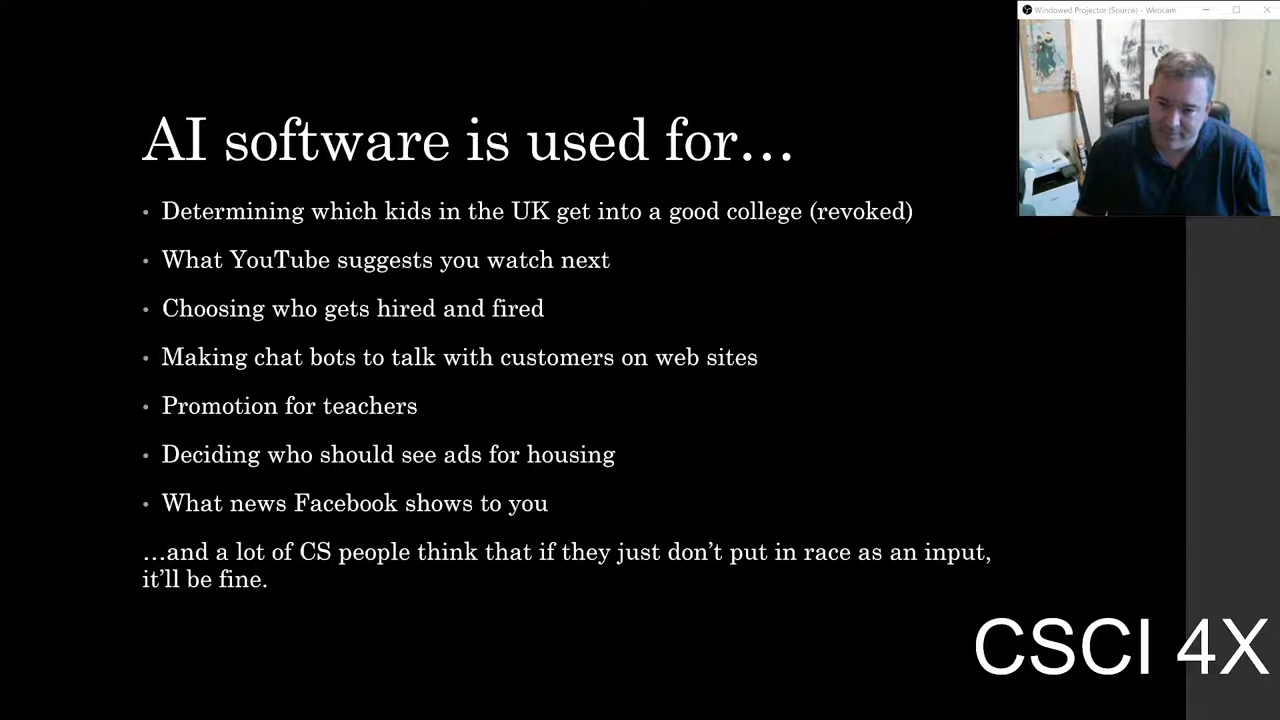 Windowed Projector (Source) - Webcam
AI software is used for…
• Determining which kids in the UK get into a good college (revoked)
• What YouTube suggests you watch next
• Choosing who gets hired and fired
• Making chat bots to talk with customers on web sites
• Promotion for teachers
• Deciding who should see ads for housing
• What news Facebook shows to you
…and a lot of CS people think that if they just don’t put in race as an input,
it’ll be fine.
CSCI 4X